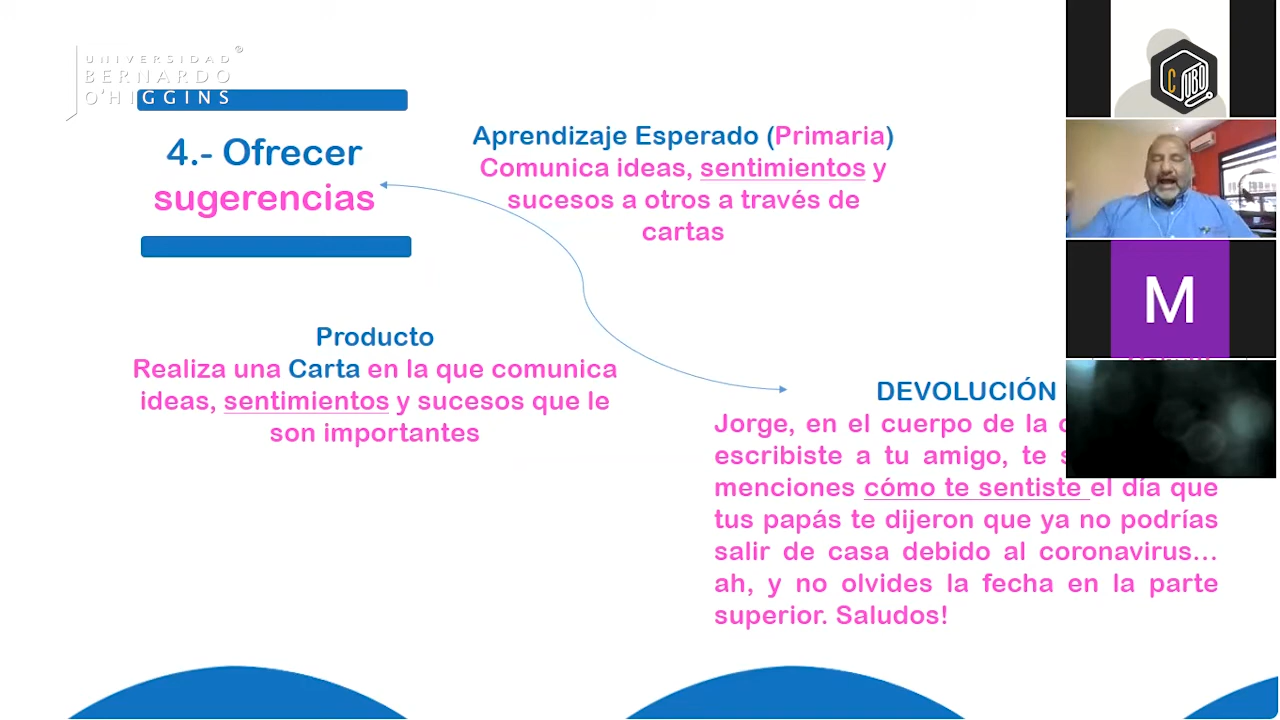 UNIVERSIDAD
BERNARDO
O'HIGGINS
4.- Ofrecer
sugerencias
Aprendizaje Esperado (Primaria)
Comunica ideas, sentimientos y
sucesos a otros a través de
cartas
Producto
Realiza una Carta en la que comunica
ideas, sentimientos y sucesos que le
son importantes
DEVOLUCIÓN
Jorge, en el cuerpo de la
escribiste a tu amigo, te
menciones cómo te sentiste el día que
tus papás te dijeron que ya no podrías
salir de casa debido al coronavirus...
ah, y no olvides la fecha en la parte
superior. Saludos!
CUBO
M